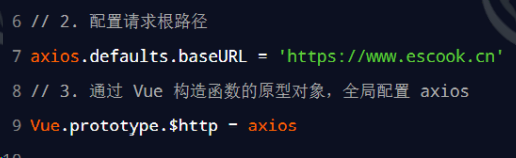 6 // 2. 配置请求根路径
7 axios.defaults.baseURL = 'https://www.escook.cn'
8 // 3. 通过 Vue 构造函数的原型对象，全局配置 axios
9 Vue.prototype.$http - axios